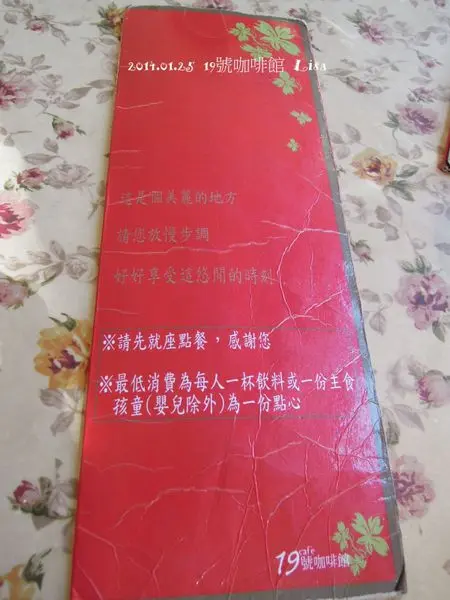 2014.01.25 19號咖啡館 Lisa
這是個美麗的地方
請您放慢步調
好好享受這悠閒的時刻
※請先就座點餐，感謝您
※最低消費為每人一杯飲料或一份主食
孩童(嬰兒除外)為一份點心
19 cafe 號咖啡館